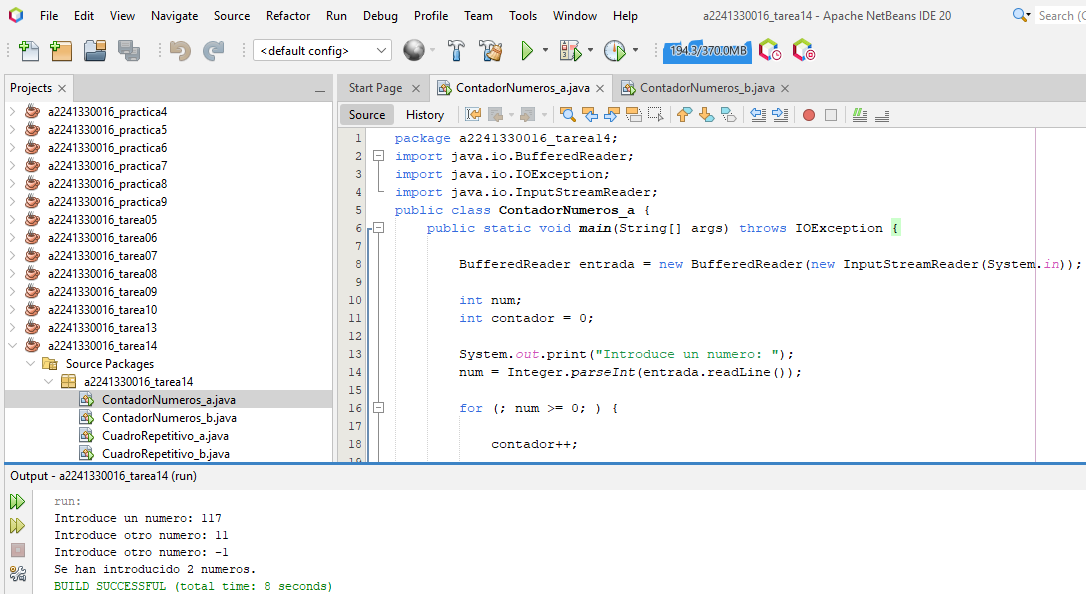 File Edit View Navigate Source Refactor Run Debug Profile Team Tools Window Help a2241330016_tarea14 - Apache NetBeans IDE 20 Search (C
<default config> 194.3/370.0MB
Projects
a2241330016_practica4
a2241330016_practica5
a2241330016_practica6
a2241330016_practica7
a2241330016_practica8
a2241330016_practica9
a2241330016_tarea05
a2241330016_tarea06
a2241330016_tarea07
a2241330016_tarea08
a2241330016_tarea09
a2241330016_tarea10
a2241330016_tarea13
a2241330016_tarea14
Source Packages
a2241330016_tarea14
ContadorNumeros_a.java
ContadorNumeros_b.java
CuadroRepetitivo_a.java
CuadroRepetitivo_b.java
Start Page ContadorNumeros_a.java ContadorNumeros_b.java
Source History
1 package a2241330016_tarea14;
2 import java.io.BufferedReader;
3 import java.io.IOException;
4 import java.io.InputStreamReader;
5 public class ContadorNumeros_a {
6 public static void main(String[] args) throws IOException {
7
8 BufferedReader entrada = new BufferedReader(new InputStreamReader(System.in));
9
10 int num;
11 int contador = 0;
12
13 System.out.print("Introduce un numero: ");
14 num = Integer.parseInt(entrada.readLine());
15
16 for (; num >= 0; ) {
17
18 contador++;
19
Output - a2241330016_tarea14 (run)
run:
Introduce un numero: 117
Introduce otro numero: 11
Introduce otro numero: -1
Se han introducido 2 numeros.
BUILD SUCCESSFUL (total time: 8 seconds)